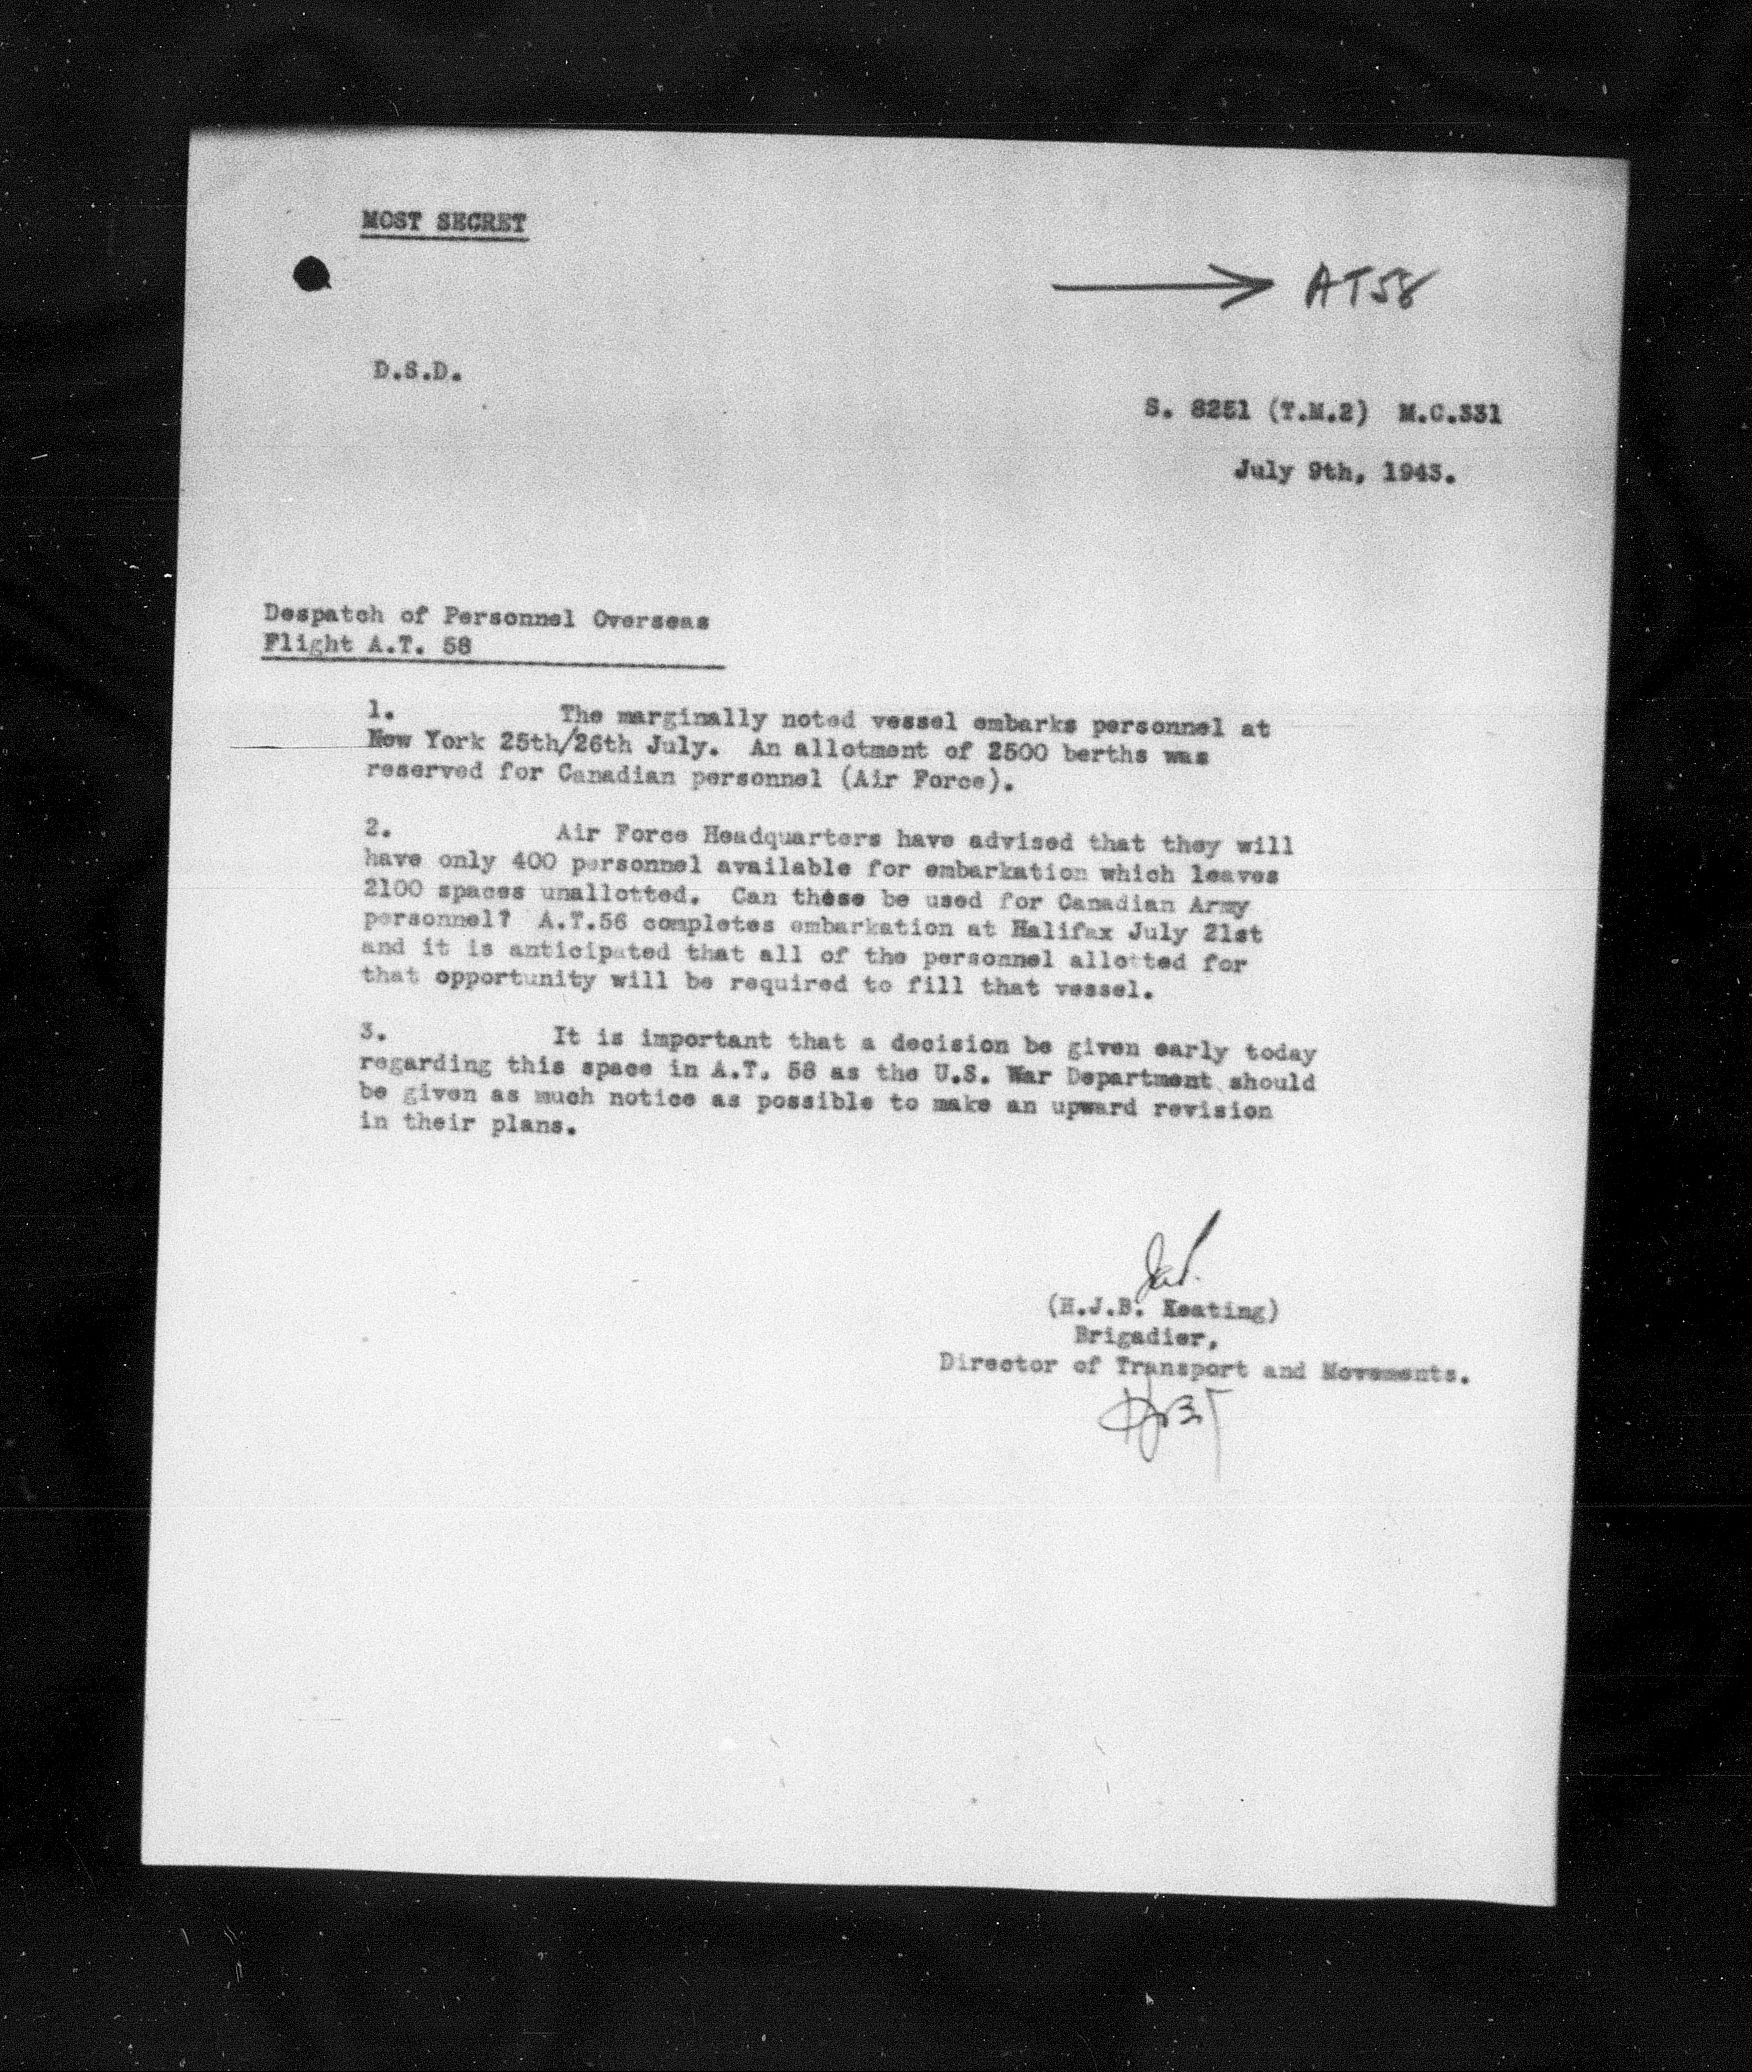 MOST SECRET
AT58
D.S.D.
S. 8251 (T.M.2) M.C.331
July 9th, 1943.
Despatch of Personnel Overseas
Flight A.T. 58
1. The marginally noted vessel embarks personnel at
New York 25th/26th July. An allotment of 2500 berths was
reserved for Canadian personnel (Air Force).
2. Air Force Headquarters have advised that they will
have only 400 personnel available for embarkation which leaves
2100 spaces unallotted. Can these be used for Canadian Army
personnel? A.T.56 completes embarkation at Halifax July 21st
and it is anticipated that all of the personnel allotted for
that opportunity will be required to fill that vessel.
3. It is important that a decision be given early today
regarding this space in A.T. 58 as the U.S. War Department should
be given as much notice as possible to make an upward revision
in their plans.
(H.J.B. Keating)
Brigadier,
Director of Transport and Movements.